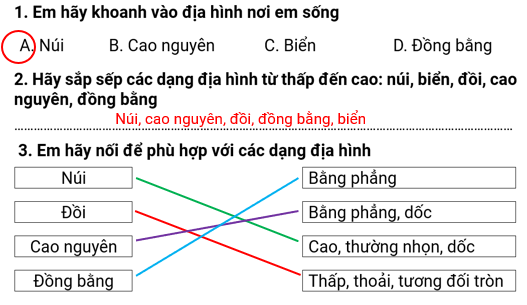 1. Em hãy khoanh vào địa hình nơi em sống
A. Núi B. Cao nguyên C. Biển D. Đồng bằng
2. Hãy sắp sếp các dạng địa hình từ thấp đến cao: núi, biển, đồi, cao
nguyên, đồng bằng
Núi, cao nguyên, đồi, đồng bằng, biển
3. Em hãy nối để phù hợp với các dạng địa hình
Núi Bằng phẳng
Đồi Bằng phẳng, dốc
Cao nguyên Cao, thường nhọn, dốc
Đồng bằng Thấp, thoải, tương đối tròn